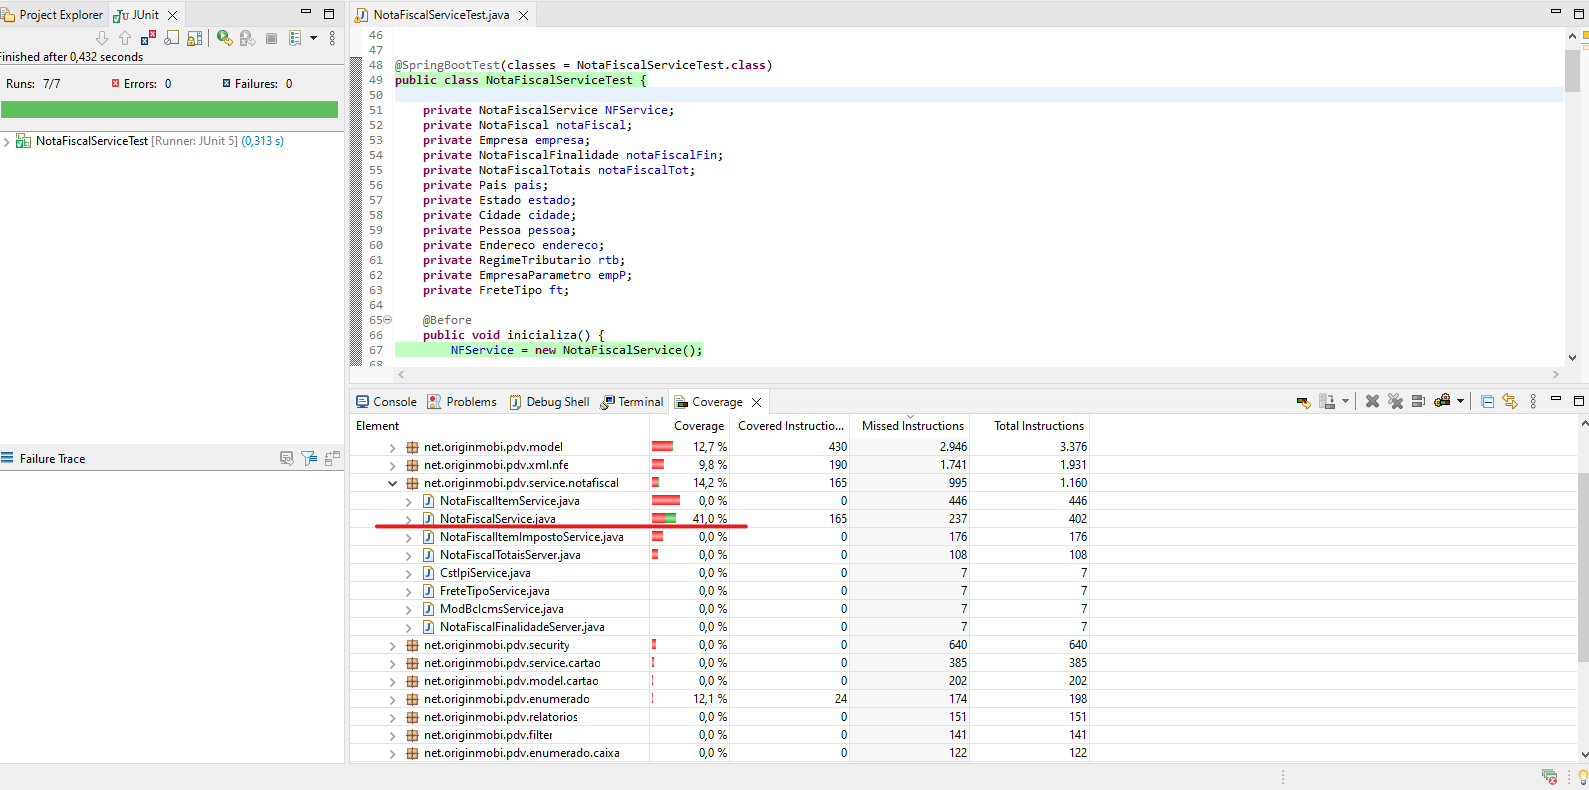 Project Explorer
JUnit
Finished after 0,432 seconds
Runs: 7/7
Errors: 0
Failures: 0
NotaFiscalServiceTest [Runner: JUnit 5] (0,313 s)
Failure Trace
NotaFiscalServiceTest.java
46
47
48 @SpringBootTest(classes = NotaFiscalServiceTest.class)
49 public class NotaFiscalServiceTest {
50
51 private NotaFiscalService NFService;
52 private NotaFiscal notaFiscal;
53 private Empresa empresa;
54 private NotaFiscalFinalidade notaFiscalFin;
55 private NotaFiscalTotais notaFiscalTot;
56 private Pais pais;
57 private Estado estado;
58 private Cidade cidade;
59 private Pessoa pessoa;
60 private Endereco endereco;
61 private RegimeTributario rtb;
62 private EmpresaParametro empP;
63 private FreteTipo ft;
64
65 @Before
66 public void inicializa() {
67 NFService = new NotaFiscalService();
68
Console Problems Debug Shell Terminal Coverage
Element Coverage Covered Instructio... Missed Instructions Total Instructions
net.originmobi.pdv.model 12,7 % 430 2.946 3.376
net.originmobi.pdv.xml.nfe 9,8 % 190 1.741 1.931
net.originmobi.pdv.service.notafiscal 14,2 % 165 995 1.160
NotaFiscalItemService.java 0,0 % 0 446 446
NotaFiscalService.java 41,0 % 165 237 402
NotaFiscalItemImpostoService.java 0,0 % 0 176 176
NotaFiscalTotaisServer.java 0,0 % 0 108 108
CstIpiService.java 0,0 % 0 7 7
FreteTipoService.java 0,0 % 0 7 7
ModBcIcmsService.java 0,0 % 0 7 7
NotaFiscalFinalidadeServer.java 0,0 % 0 7 7
net.originmobi.pdv.security 0,0 % 0 640 640
net.originmobi.pdv.service.cartao 0,0 % 0 385 385
net.originmobi.pdv.model.cartao 0,0 % 0 202 202
net.originmobi.pdv.enumerado 12,1 % 24 174 198
net.originmobi.pdv.relatorios 0,0 % 0 151 151
net.originmobi.pdv.filter 0,0 % 0 141 141
net.originmobi.pdv.enumerado.caixa 0,0 % 0 122 122